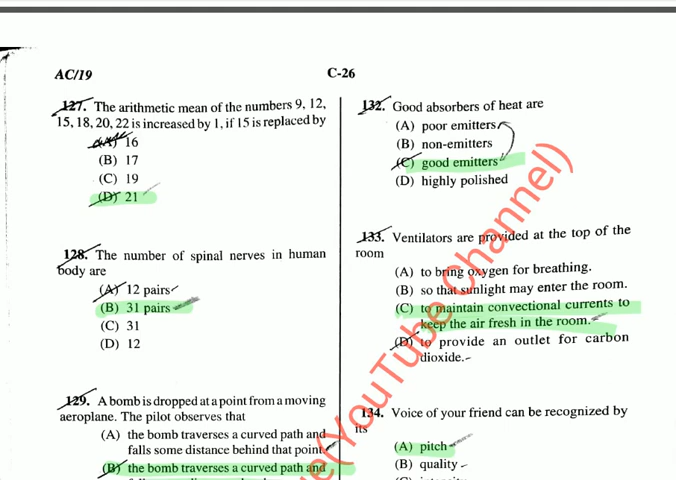 AC/19
C-26
127. The arithmetic mean of the numbers 9, 12,
15, 18, 20, 22 is increased by 1, if 15 is replaced by
(A) 16
(B) 17
(C) 19
(D) 21
128. The number of spinal nerves in human
body are
(A) 12 pairs
(B) 31 pairs
(C) 31
(D) 12
129. A bomb is dropped at a point from a moving
aeroplane. The pilot observes that
(A) the bomb traverses a curved path and
falls some distance behind that point
(B) the bomb traverses a curved path and
132. Good absorbers of heat are
(A) poor emitters
(B) non-emitters
(C) good emitters
(D) highly polished
133. Ventilators are provided at the top of the
room
(A) to bring oxygen for breathing.
(B) so that sunlight may enter the room.
(C) to maintain convectional currents to
keep the air fresh in the room.
(D) to provide an outlet for carbon
dioxide.
134. Voice of your friend can be recognized by
its
(A) pitch
(B) quality
(YouTube Channel)